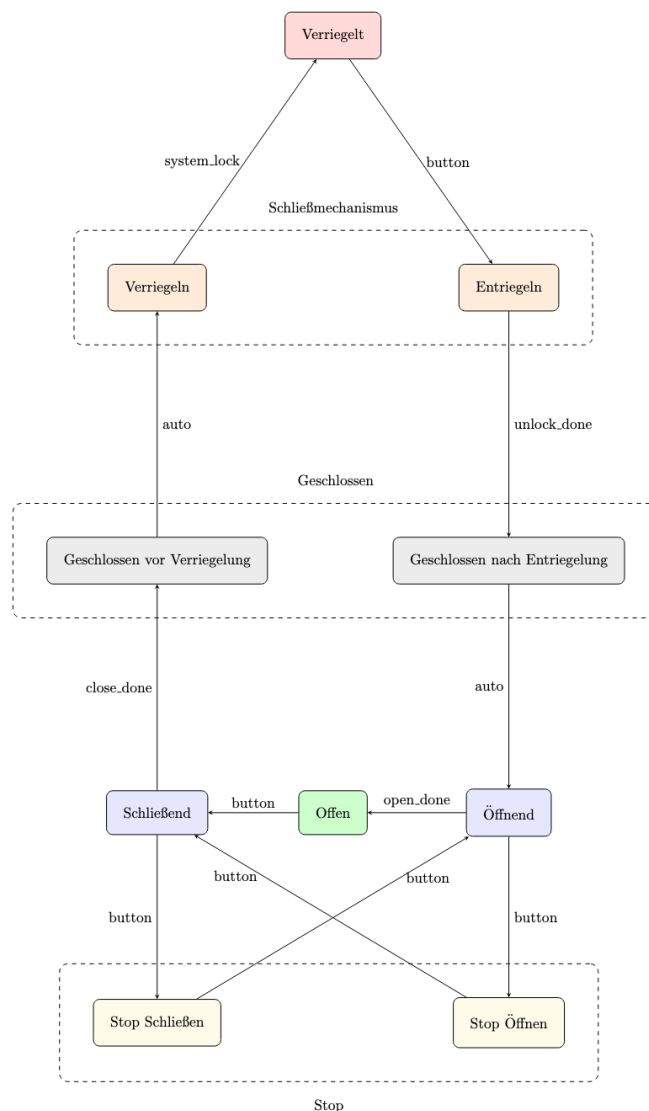 Verriegelt
system_lock
button
Schließmechanismus
Verriegeln
Entriegeln
auto
unlock_done
Geschlossen
Geschlossen vor Verriegelung
Geschlossen nach Entriegelung
close_done
auto
Schließend
button
Offen
open_done
Öffnend
button
button
button
button
Stop Schließen
Stop Öffnen
Stop